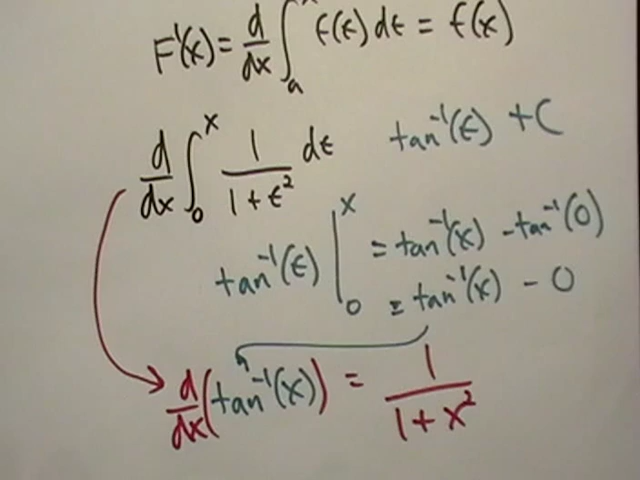 F'(x) = d/dx ∫_a^x f(t) dt = f(x)
d/dx ∫_0^x 1/(1+t²) dt    tan⁻¹(t) + C
tan⁻¹(t) |_0^x = tan⁻¹(x) - tan⁻¹(0)
= tan⁻¹(x) - 0
d/dx (tan⁻¹(x)) = 1/(1+x²)